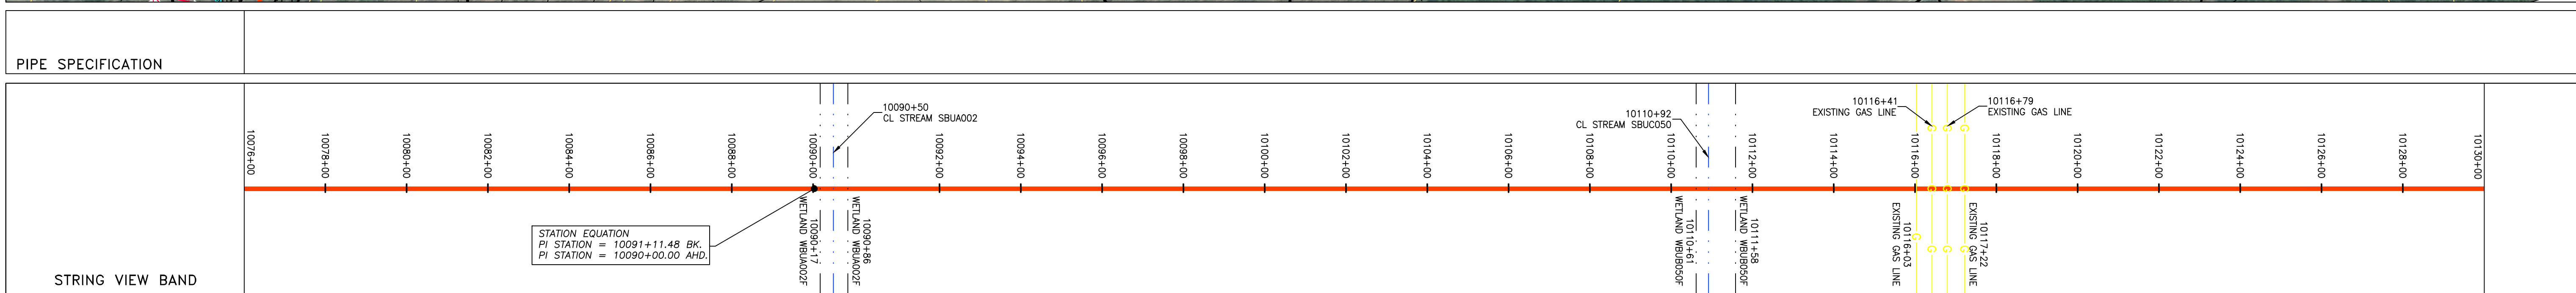 PIPE SPECIFICATION
STRING VIEW BAND
10076+00
10078+00
10080+00
10082+00
10084+00
10086+00
10088+00
10090+00
10092+00
10094+00
10096+00
10098+00
10100+00
10102+00
10104+00
10106+00
10108+00
10110+00
10112+00
10114+00
10116+00
10118+00
10120+00
10122+00
10124+00
10126+00
10128+00
10130+00
10090+50
CL STREAM SBUA002
10110+92
CL STREAM SBUC050
10116+41
EXISTING GAS LINE
10116+79
EXISTING GAS LINE
STATION EQUATION
PI STATION = 10091+11.48 BK.
PI STATION = 10090+00.00 AHD.
10090+17
WETLAND WBUA002F
10090+86
WETLAND WBUA002F
10110+61
WETLAND WBUB050F
10111+58
WETLAND WBUB050F
10116+03
EXISTING GAS LINE
10117+22
EXISTING GAS LINE
G
G
G
G
G
G
G
G
G
G